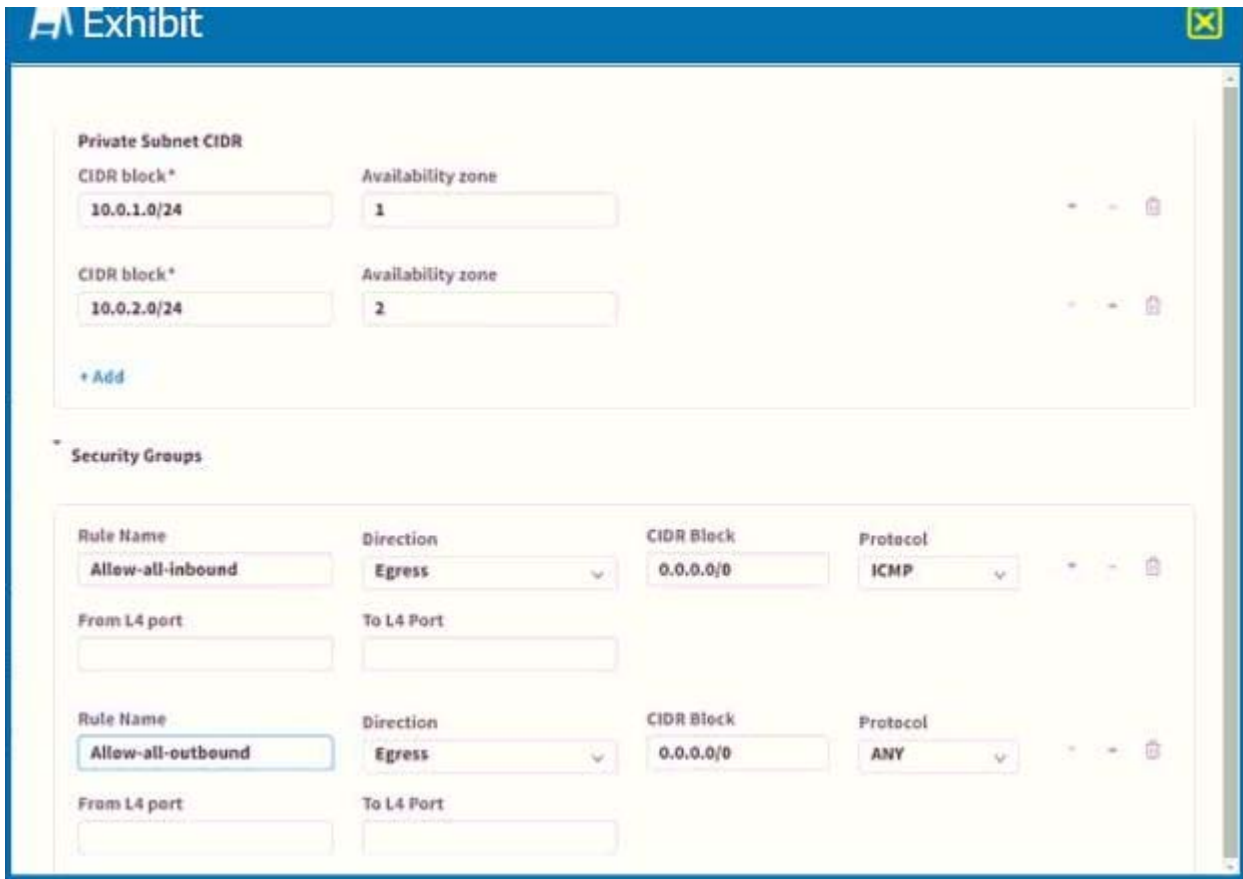 Exhibit
Private Subnet CIDR
CIDR block* Availability zone
10.0.1.0/24 1
CIDR block* Availability zone
10.0.2.0/24 2
+ Add
Security Groups
Rule Name Direction CIDR Block Protocol
Allow-all-inbound Egress 0.0.0.0/0 ICMP
From L4 port To L4 Port
Rule Name Direction CIDR Block Protocol
Allow-all-outbound Egress 0.0.0.0/0 ANY
From L4 port To L4 Port